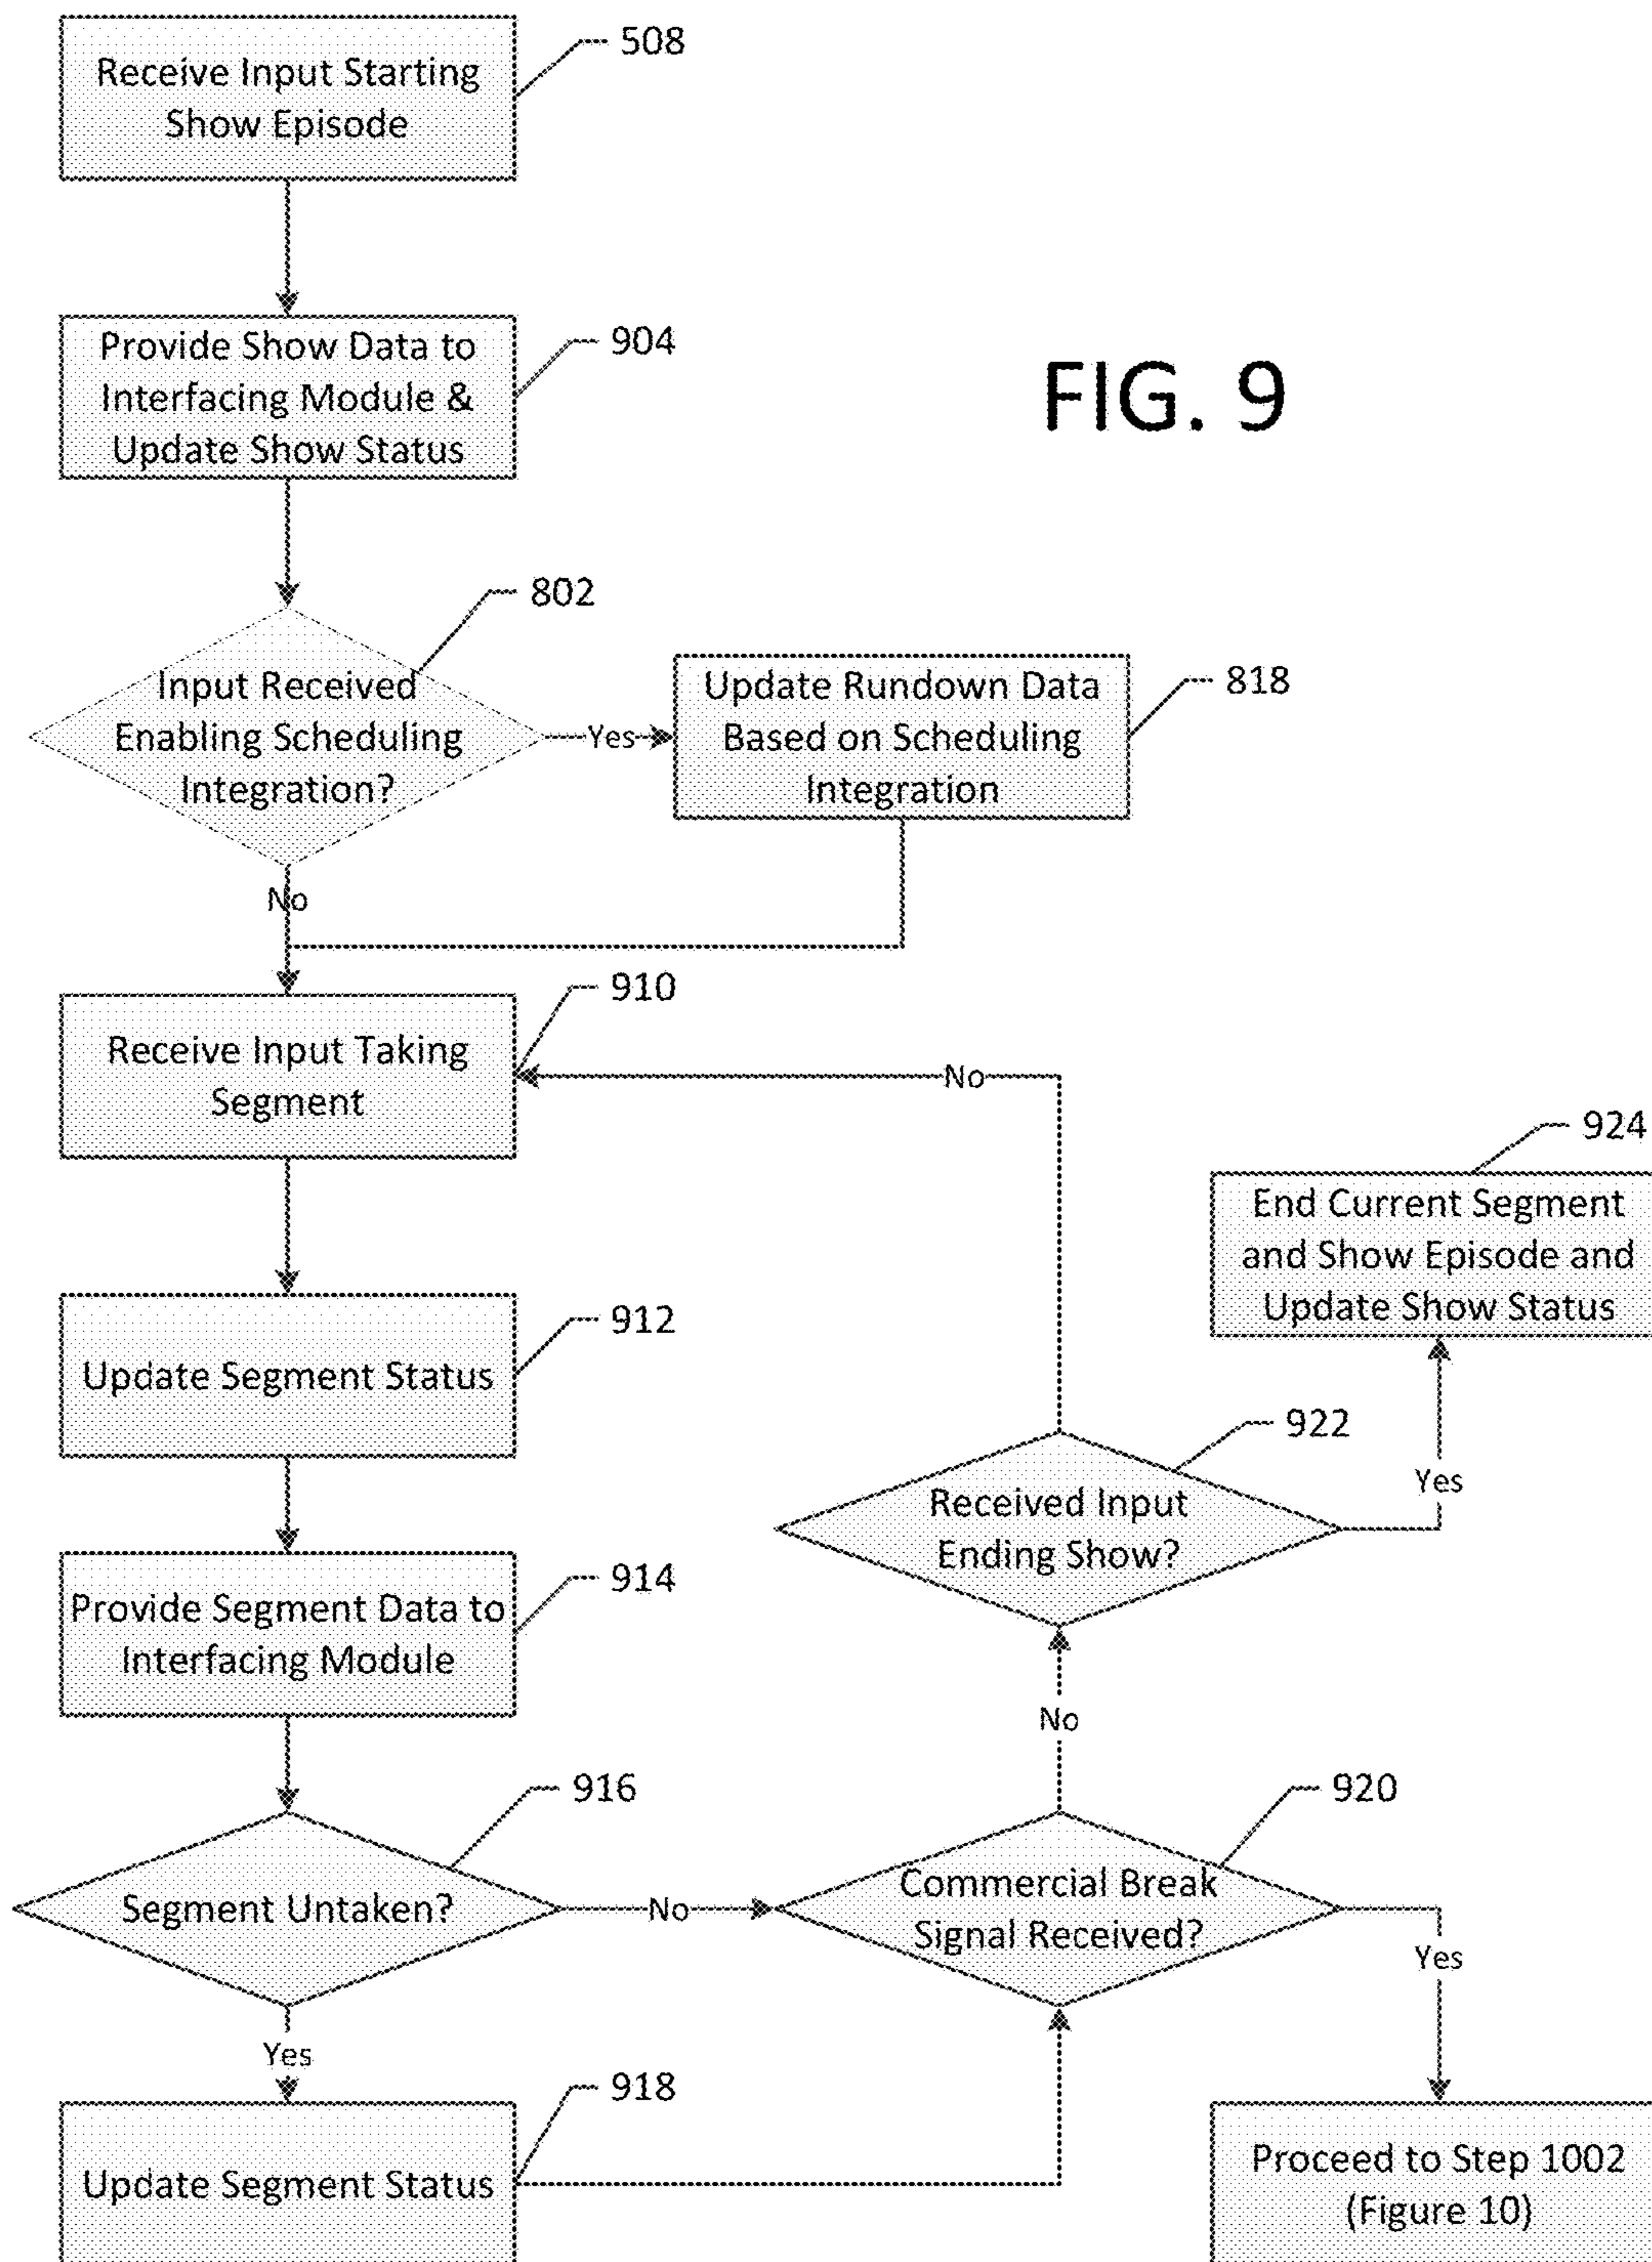 Receive Input Starting
Show Episode
508
Provide Show Data to
Interfacing Module &
Update Show Status
904
FIG. 9
802
Input Received
Enabling Scheduling
Integration?
Yes
Update Rundown Data
Based on Scheduling
Integration
818
No
910
Receive Input Taking
Segment
No
924
End Current Segment
and Show Episode and
Update Show Status
912
Update Segment Status
922
Received Input
Ending Show?
Yes
914
Provide Segment Data to
Interfacing Module
No
916
Segment Untaken?
No
920
Commercial Break
Signal Received?
Yes
Yes
918
Update Segment Status
Proceed to Step 1002
(Figure 10)